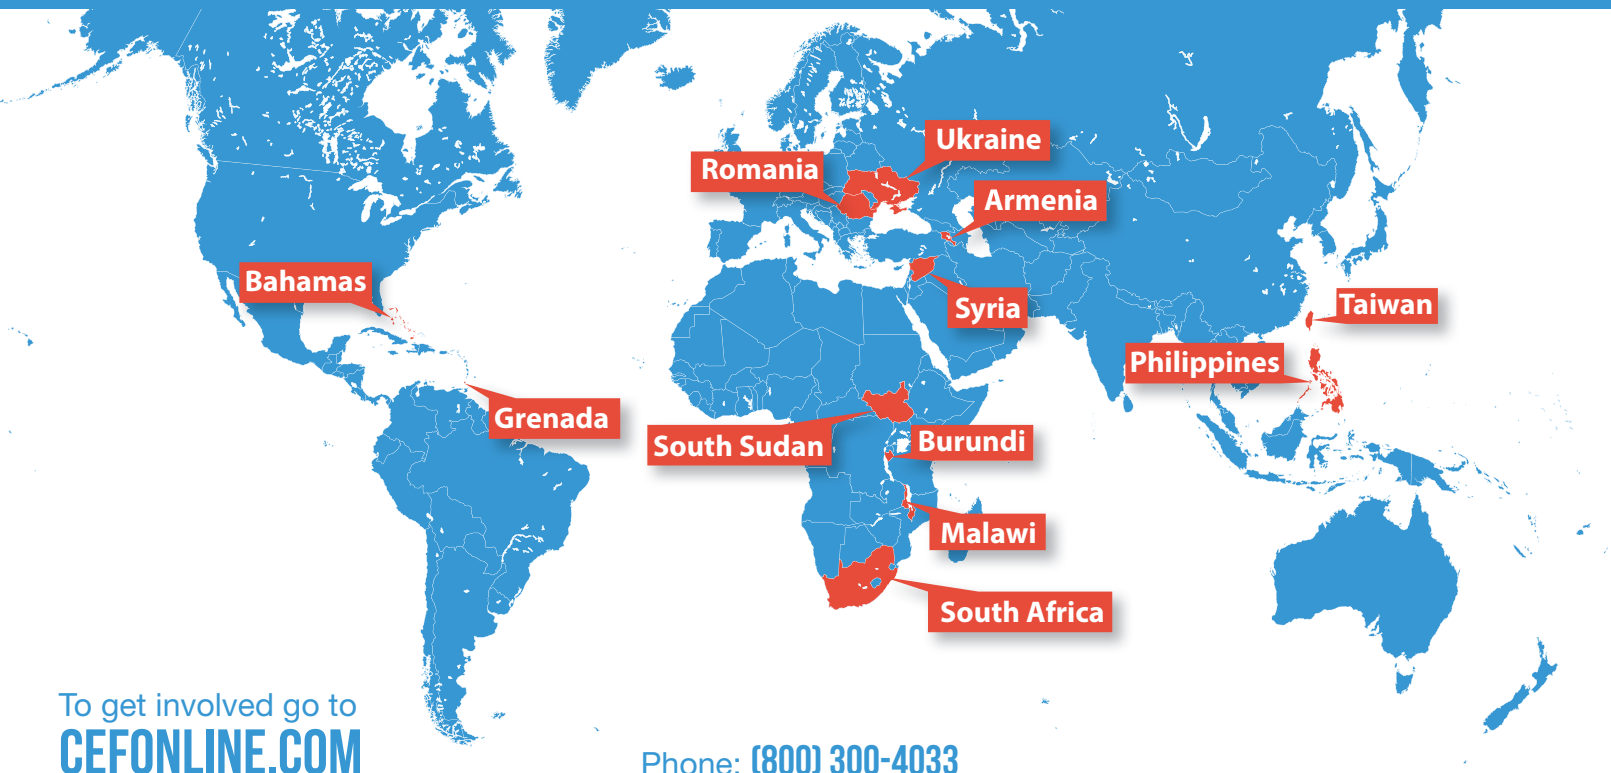 Ukraine
Romania
Armenia
Bahamas
Syria
Taiwan
Philippines
Grenada
South Sudan
Burundi
Malawi
South Africa
To get involved go to
CEFONLINE.COM
Phone: (800) 300-4033